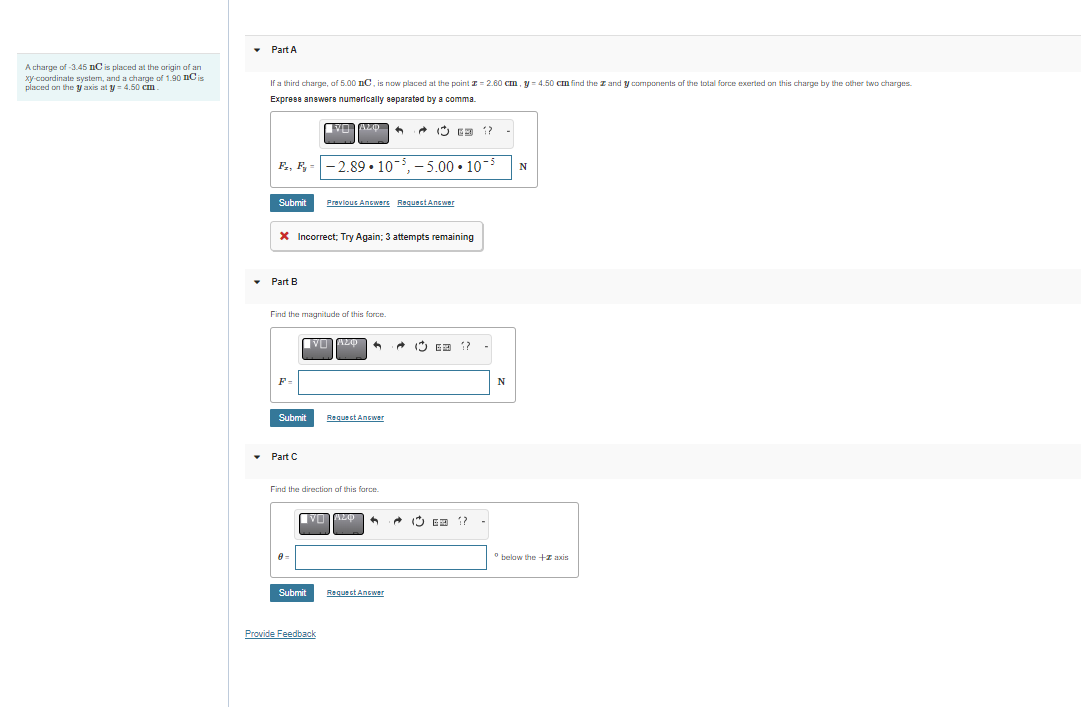 A charge of -3.45 nC is placed at the origin of an
xy-coordinate system, and a charge of 1.90 nC is
placed on the y axis at y = 4.50 cm .
Part A
If a third charge, of 5.00 nC , is now placed at the point x = 2.60 cm , y = 4.50 cm find the x and y components of the total force exerted on this charge by the other two charges.
Express answers numerically separated by a comma.
ΑΣφ ?
Fx, Fy = −2.89 • 10⁻⁵, −5.00 • 10⁻⁵ N
Submit Previous Answers Request Answer
Incorrect; Try Again; 3 attempts remaining
Part B
Find the magnitude of this force.
ΑΣφ ?
F = N
Submit Request Answer
Part C
Find the direction of this force.
ΑΣφ ?
θ = ° below the +x axis
Submit Request Answer
Provide Feedback